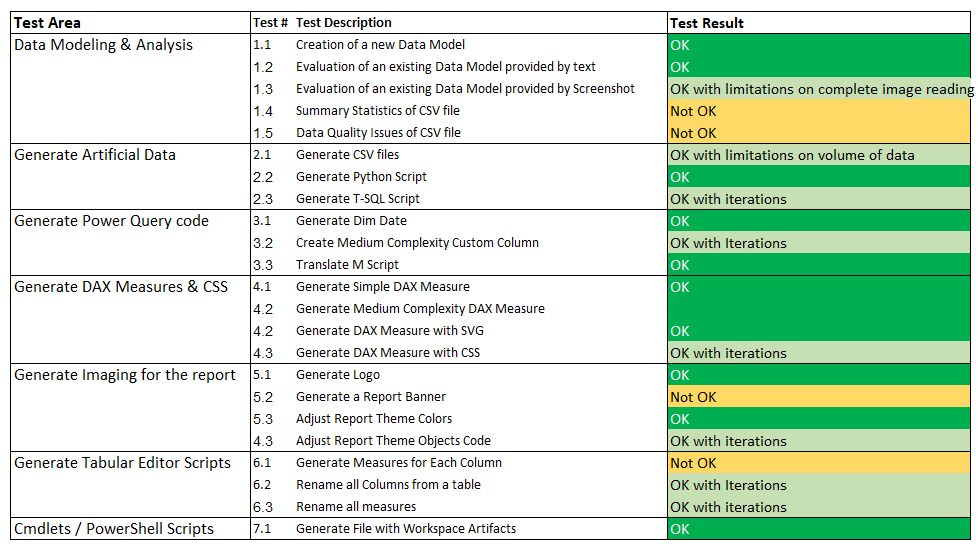 Test Area Test # Test Description Test Result
Data Modeling & Analysis 1.1 Creation of a new Data Model OK
1.2 Evaluation of an existing Data Model provided by text OK
1.3 Evaluation of an existing Data Model provided by Screenshot OK with limitations on complete image reading
1.4 Summary Statistics of CSV file Not OK
1.5 Data Quality Issues of CSV file Not OK
Generate Artificial Data 2.1 Generate CSV files OK with limitations on volume of data
2.2 Generate Python Script OK
2.3 Generate T-SQL Script OK with iterations
Generate Power Query code 3.1 Generate Dim Date OK
3.2 Create Medium Complexity Custom Column OK with Iterations
3.3 Translate M Script OK
Generate DAX Measures & CSS 4.1 Generate Simple DAX Measure OK
4.2 Generate Medium Complexity DAX Measure
4.2 Generate DAX Measure with SVG OK
4.3 Generate DAX Measure with CSS OK with iterations
Generate Imaging for the report 5.1 Generate Logo OK
5.2 Generate a Report Banner Not OK
5.3 Adjust Report Theme Colors OK
4.3 Adjust Report Theme Objects Code OK with iterations
Generate Tabular Editor Scripts 6.1 Generate Measures for Each Column Not OK
6.2 Rename all Columns from a table OK with Iterations
6.3 Rename all measures OK with iterations
Cmdlets / PowerShell Scripts 7.1 Generate File with Workspace Artifacts OK